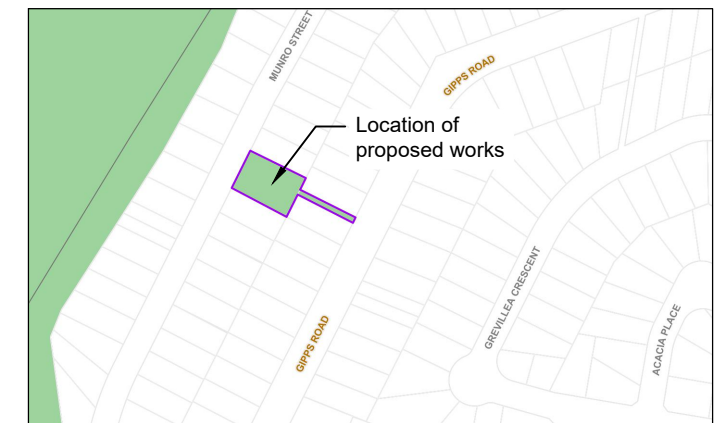 MUNRO STREET
GIPPS ROAD
Location of
proposed works
GREVILLEA CRESCENT
GIPPS ROAD
ACACIA PLACE